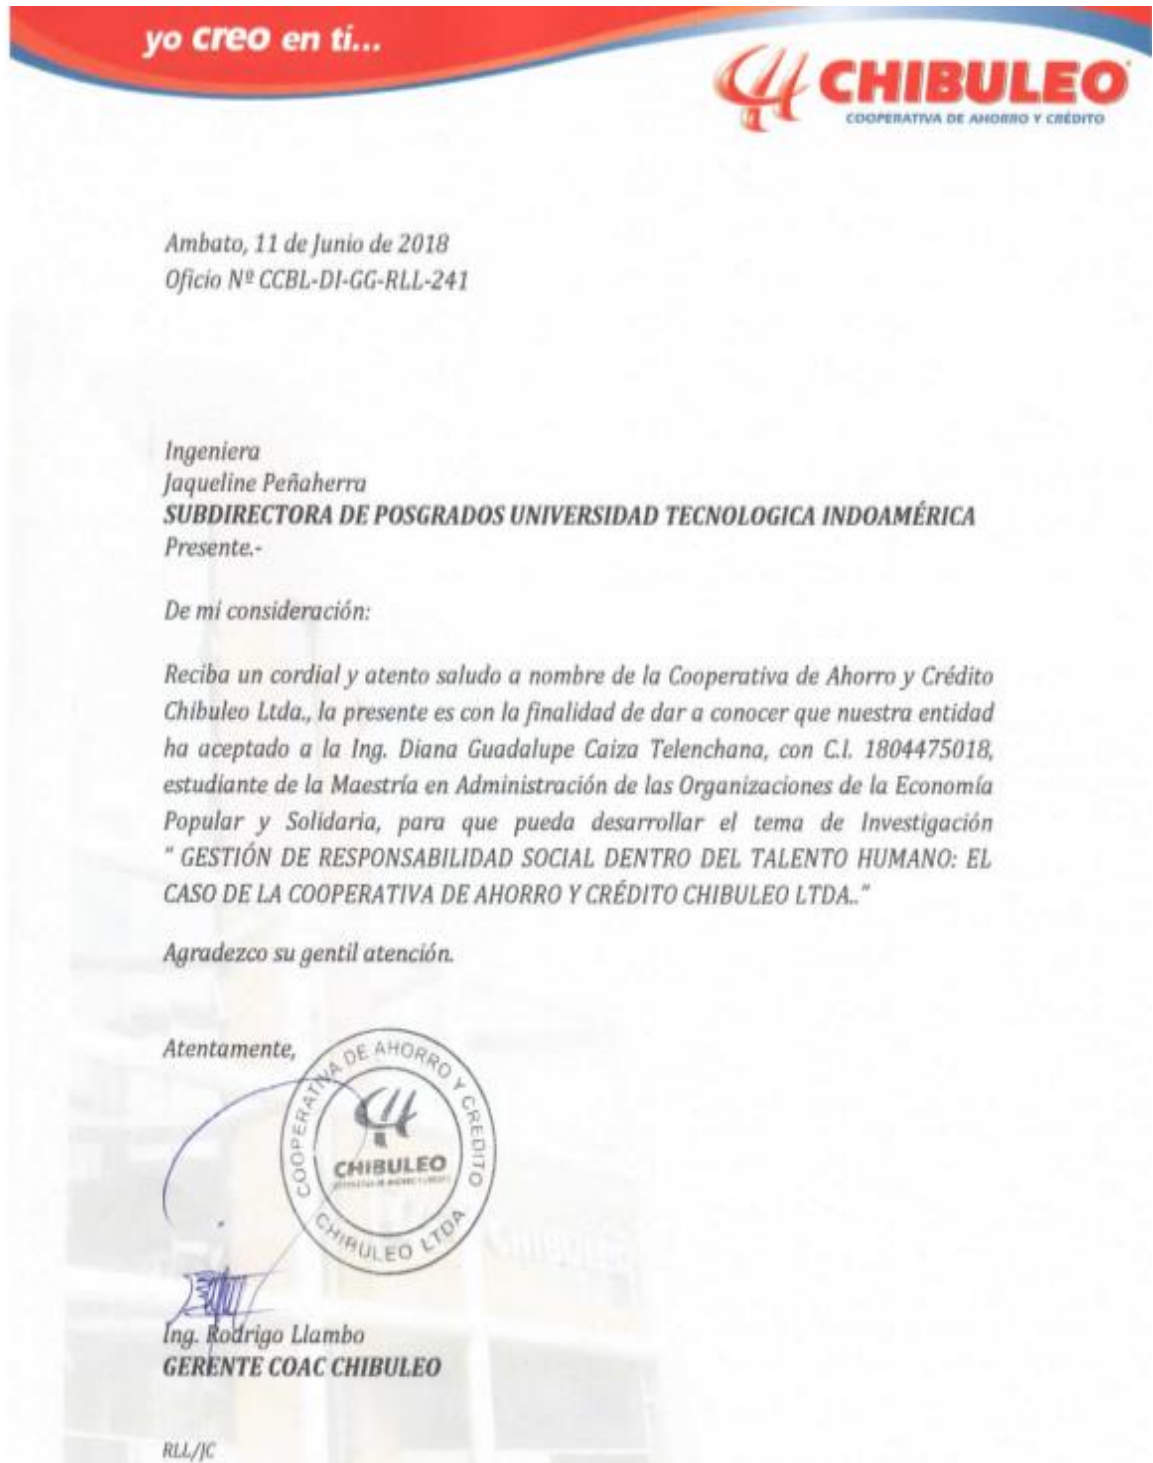 yo creo en ti...
CHIBULEO
COOPERATIVA DE AHORRO Y CRÉDITO
Ambato, 11 de Junio de 2018
Oficio Nº CCBL-DI-GG-RLL-241
Ingeniera
Jaqueline Peñaherra
SUBDIRECTORA DE POSGRADOS UNIVERSIDAD TECNOLOGICA INDOAMÉRICA
Presente.-
De mi consideración:
Reciba un cordial y atento saludo a nombre de la Cooperativa de Ahorro y Crédito
Chibuleo Ltda., la presente es con la finalidad de dar a conocer que nuestra entidad
ha aceptado a la Ing. Diana Guadalupe Caiza Telenchana, con C.I. 1804475018,
estudiante de la Maestría en Administración de las Organizaciones de la Economía
Popular y Solidaria, para que pueda desarrollar el tema de Investigación
" GESTIÓN DE RESPONSABILIDAD SOCIAL DENTRO DEL TALENTO HUMANO: EL
CASO DE LA COOPERATIVA DE AHORRO Y CRÉDITO CHIBULEO LTDA.."
Agradezco su gentil atención.
Atentamente,
COOPERATIVA DE AHORRO Y CREDITO
CHIBULEO
COOPERATIVA DE AHORRO Y CREDITO
CHIBULEO LTDA
Ing. Rodrigo Llambo
GERENTE COAC CHIBULEO
RLL/JC